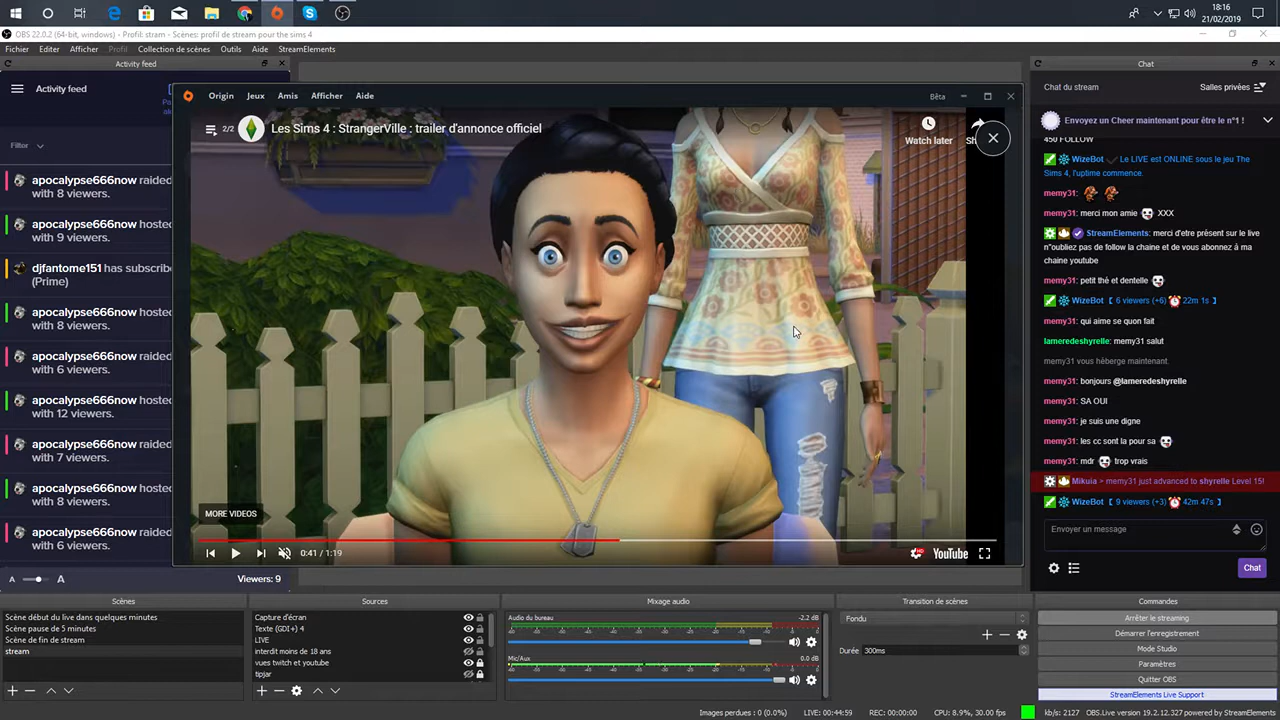 18:16
21/02/2019
OBS 22.0.2 (64-bit, windows) - Profil: stram - Scènes: profil de stream pour the sims 4
Fichier Editer Afficher Profil Collection de scènes Outils Aide StreamElements
Activity feed
Activity feed
Filter
apocalypse666now raided
with 8 viewers.
apocalypse666now hosted
with 9 viewers.
djfantome151 has subscribe
(Prime)
apocalypse666now hosted
with 8 viewers.
apocalypse666now raided
with 6 viewers.
apocalypse666now hosted
with 12 viewers.
apocalypse666now raided
with 7 viewers.
apocalypse666now hosted
with 8 viewers.
apocalypse666now raided
with 6 viewers.
A A Viewers: 9
Origin Jeux Amis Afficher Aide Bêta
2/2 Les Sims 4 : StrangerVille : trailer d'annonce officiel
Watch later Sh
MORE VIDEOS
0:41 / 1:19 HD YouTube
Chat
Chat du stream Salles privées
Envoyez un Cheer maintenant pour être le n°1 !
450 FOLLOW
WizeBot Le LIVE est ONLINE sous le jeu The
Sims 4, l'uptime commence.
memy31:
memy31: merci mon amie XXX
StreamElements: merci d'etre présent sur le live
n"oubliez pas de follow la chaine et de vous abonnez à ma
chaine youtube
memy31: petit thé et dentelle
WizeBot [ 6 viewers (+6) 22m 1s ]
memy31: qui aime se quon fait
lameredeshyrelle: memy31 salut
memy31 vous héberge maintenant.
memy31: bonjours @lameredeshyrelle
memy31: SA OUI
memy31: je suis une digne
memy31: les cc sont la pour sa
memy31: mdr trop vrais
Mikuia > memy31 just advanced to shyrelle Level 15!
WizeBot [ 9 viewers (+3) 42m 47s ]
Envoyer un message
Chat
Scènes
Scène début du live dans quelques minutes
Scène pause de 5 minutes
Scène de fin de stream
stream
Sources
Capture d'écran
Texte (GDI+) 4
LIVE
interdit moins de 18 ans
vues twitch et youtube
tipjar
Mixage audio
Audio du bureau -2.2 dB
Mic/Aux 0.0 dB
Transition de scènes
Fondu
Durée 300ms
Commandes
Arrêter le streaming
Démarrer l'enregistrement
Mode Studio
Paramètres
Quitter OBS
StreamElements Live Support
Images perdues : 0 (0.0%) LIVE: 00:44:59 REC: 00:00:00 CPU: 8.9%, 30.00 fps kb/s: 2127 OBS.Live version 19.2.12.327 powered by StreamElements